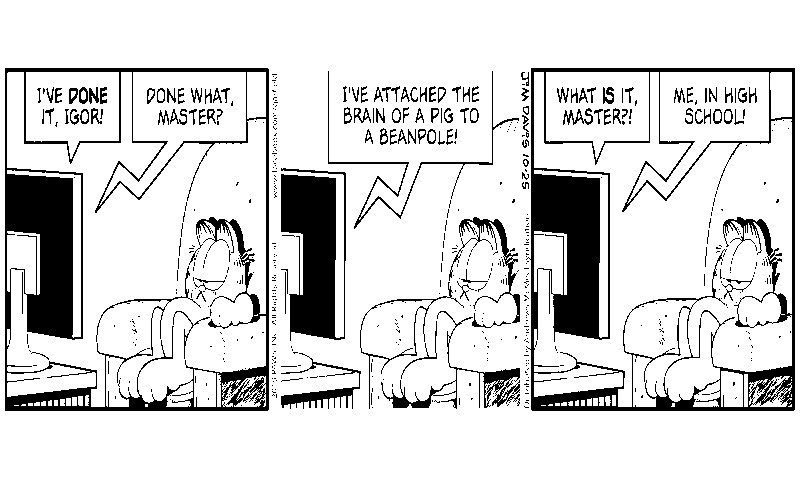 I'VE DONE
IT, IGOR!
DONE WHAT,
MASTER?
I'VE ATTACHED THE
BRAIN OF A PIG TO
A BEANPOLE!
JIM DAVIS 10-25
WHAT IS IT,
MASTER?!
ME, IN HIGH
SCHOOL!